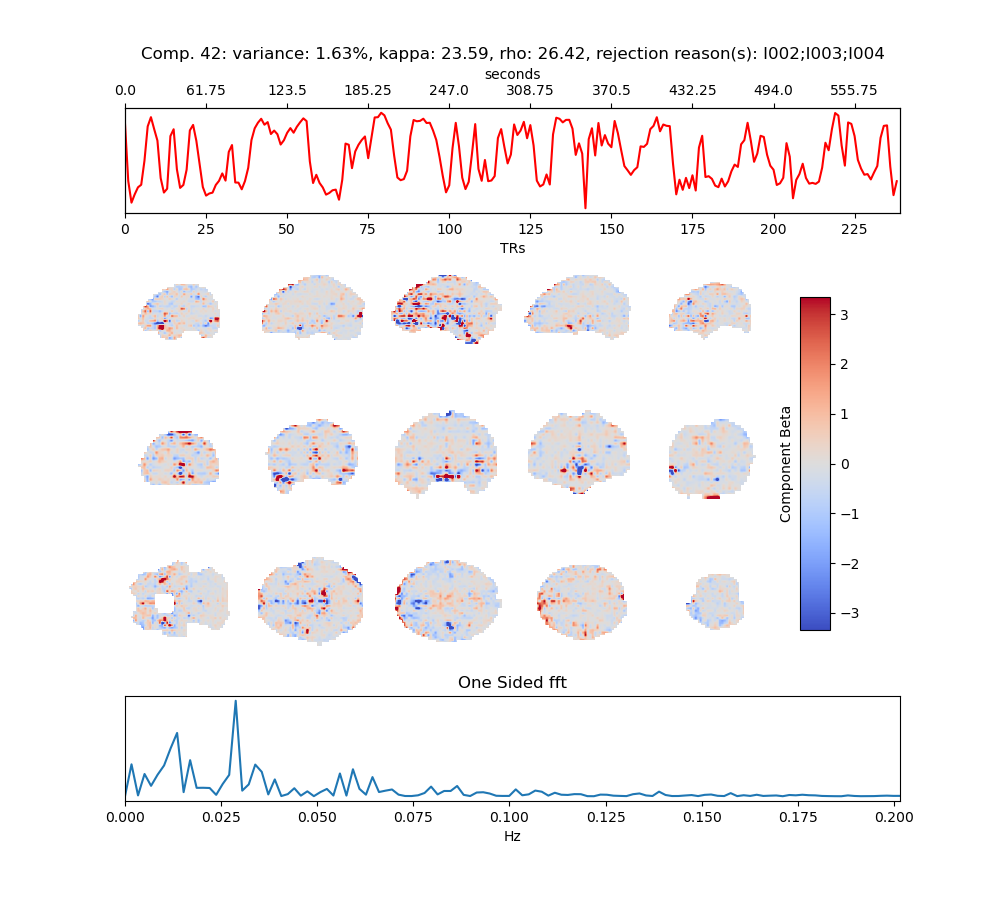 Comp. 42: variance: 1.63%, kappa: 23.59, rho: 26.42, rejection reason(s): I002;I003;I004
seconds
0.0 61.75 123.5 185.25 247.0 308.75 370.5 432.25 494.0 555.75
0 25 50 75 100 125 150 175 200 225
TRs
3
2
1
0
−1
−2
−3
Component Beta
One Sided fft
0.000 0.025 0.050 0.075 0.100 0.125 0.150 0.175 0.200
Hz